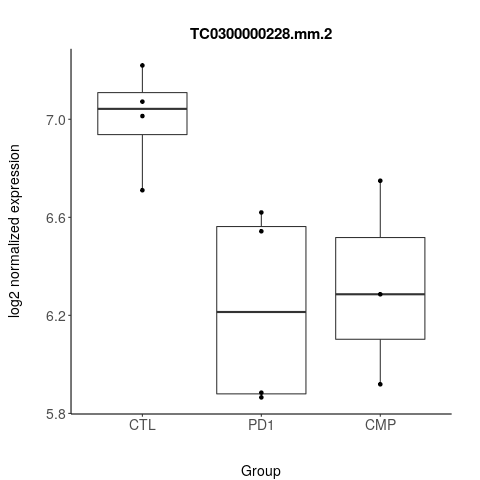 TC0300000228.mm.2
log2 normalized expression
7.0
6.6
6.2
5.8
CTL
PD1
CMP
Group